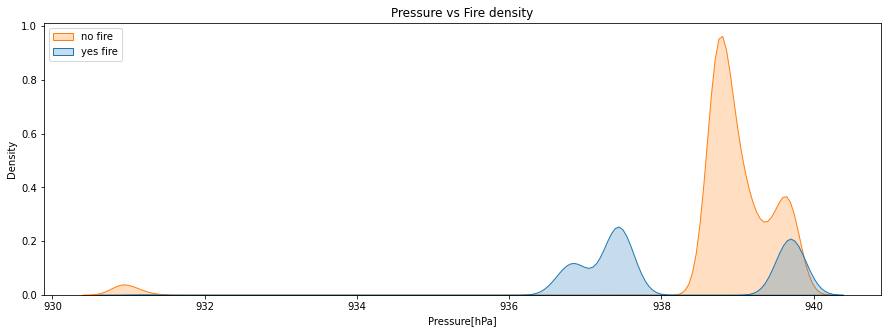 Pressure vs Fire density
no fire
yes fire
Density
1.0
0.8
0.6
0.4
0.2
0.0
930
932
934
936
938
940
Pressure[hPa]